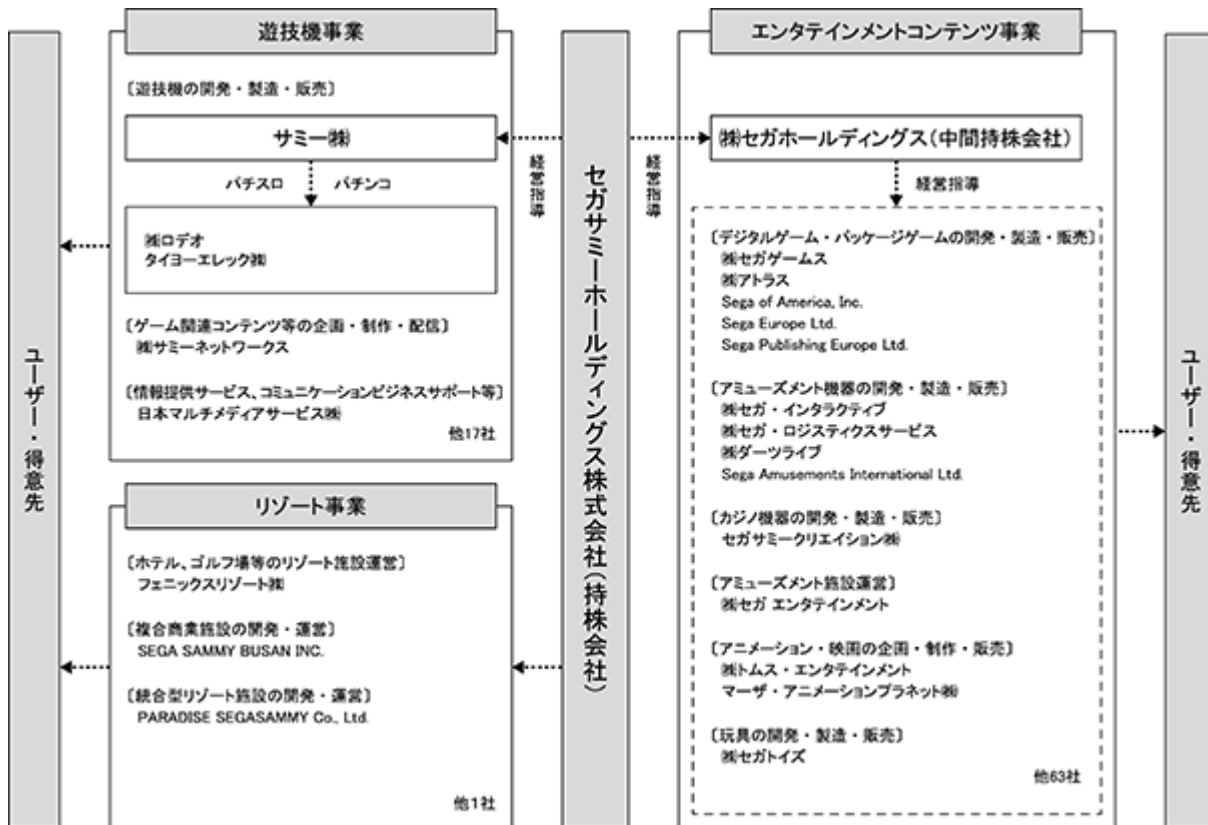 ユーザー・得意先
遊技機事業
〔遊技機の開発・製造・販売〕
サミー㈱
パチスロ
パチンコ
㈱ロデオ
タイヨーエレック㈱
〔ゲーム関連コンテンツ等の企画・制作・配信〕
㈱サミーネットワークス
〔情報提供サービス、コミュニケーションビジネスサポート等〕
日本マルチメディアサービス㈱
他17社
リゾート事業
〔ホテル、ゴルフ場等のリゾート施設運営〕
フェニックスリゾート㈱
〔複合商業施設の開発・運営〕
SEGA SAMMY BUSAN INC.
〔統合型リゾート施設の開発・運営〕
PARADISE SEGASAMMY Co., Ltd.
他1社
経営指導
セガサミーホールディングス株式会社(持株会社)
経営指導
エンタテインメントコンテンツ事業
㈱セガホールディングス(中間持株会社)
経営指導
〔デジタルゲーム・パッケージゲームの開発・製造・販売〕
㈱セガゲームス
㈱アトラス
Sega of America, Inc.
Sega Europe Ltd.
Sega Publishing Europe Ltd.
〔アミューズメント機器の開発・製造・販売〕
㈱セガ・インタラクティブ
㈱セガ・ロジスティクスサービス
㈱ダーツライブ
Sega Amusements International Ltd.
〔カジノ機器の開発・製造・販売〕
セガサミークリエイション㈱
〔アミューズメント施設運営〕
㈱セガ エンタテインメント
〔アニメーション・映画の企画・制作・販売〕
㈱トムス・エンタテインメント
マーザ・アニメーションプラネット㈱
〔玩具の開発・製造・販売〕
㈱セガトイズ
他63社
ユーザー・得意先